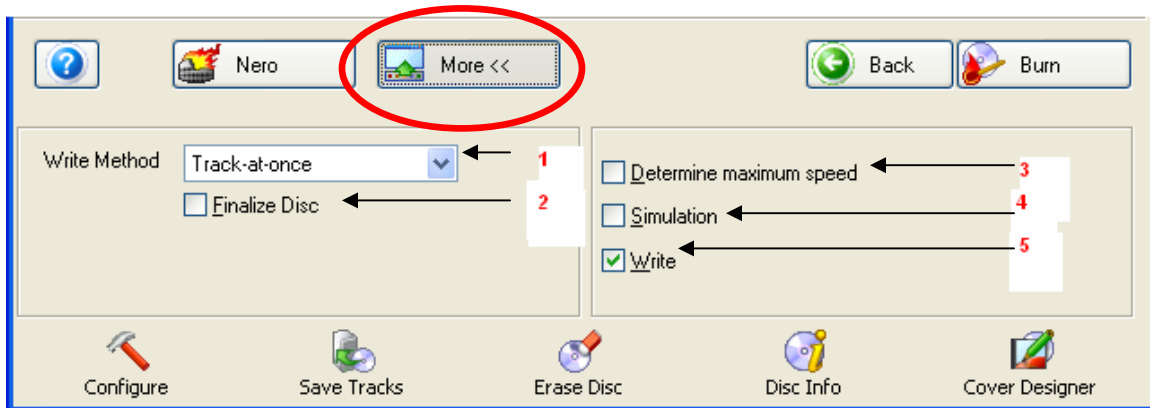 Nero More << Back Burn
Write Method Track-at-once 1
Finalize Disc 2
Determine maximum speed 3
Simulation 4
Write 5
Configure Save Tracks Erase Disc Disc Info Cover Designer